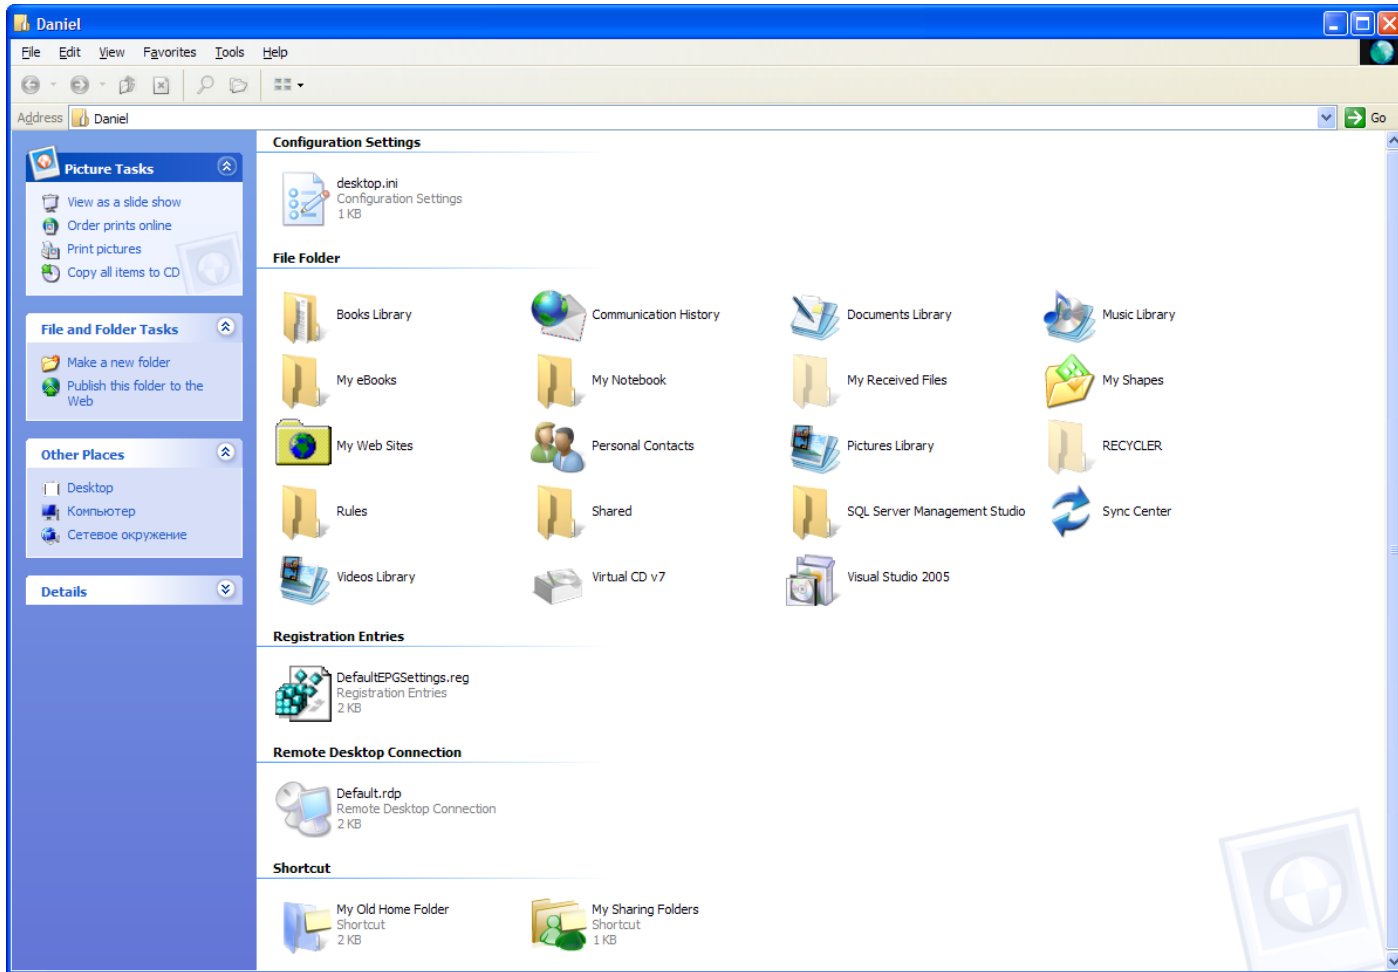 Daniel
File Edit View Favorites Tools Help
Address Daniel Go
Picture Tasks
View as a slide show
Order prints online
Print pictures
Copy all items to CD
File and Folder Tasks
Make a new folder
Publish this folder to the
Web
Other Places
Desktop
Компьютер
Сетевое окружение
Details
Configuration Settings
desktop.ini
Configuration Settings
1 KB
File Folder
Books Library
Communication History
Documents Library
Music Library
My eBooks
My Notebook
My Received Files
My Shapes
My Web Sites
Personal Contacts
Pictures Library
RECYCLER
Rules
Shared
SQL Server Management Studio
Sync Center
Videos Library
Virtual CD v7
Visual Studio 2005
Registration Entries
DefaultEPGSettings.reg
Registration Entries
2 KB
Remote Desktop Connection
Default.rdp
Remote Desktop Connection
2 KB
Shortcut
My Old Home Folder
Shortcut
2 KB
My Sharing Folders
Shortcut
1 KB